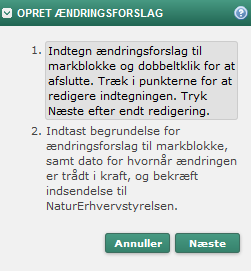 OPRET ÆNDRINGSFORSLAG
1. Indtegn ændringsforslag til
markblokke og dobbeltklik for at
afslutte. Træk i punkterne for at
redigere indtegningen. Tryk
Næste efter endt redigering.
2. Indtast begrundelse for
ændringsforslag til markblokke,
samt dato for hvornår ændringen
er trådt i kraft, og bekræft
indsendelse til
NaturErhvervstyrelsen.
Annuller Næste